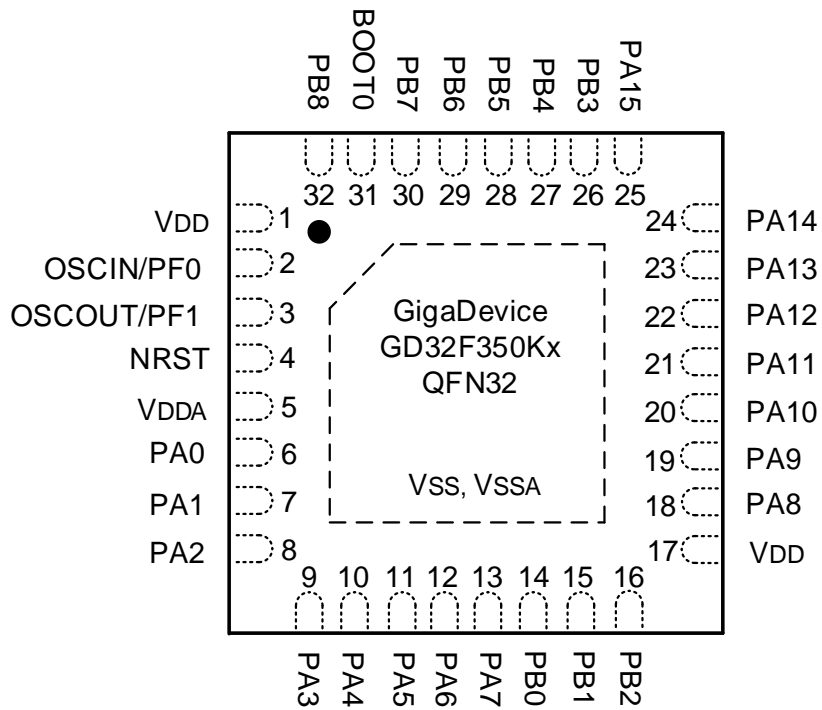 PB8
BOOT0
PB7
PB6
PB5
PB4
PB3
PA15
32
31
30
29
28
27
26
25
VDD
1
OSCIN/PF0
2
OSCOUT/PF1
3
NRST
4
VDDA
5
PA0
6
PA1
7
PA2
8
GigaDevice
GD32F350Kx
QFN32
VSS, VSSA
24
PA14
23
PA13
22
PA12
21
PA11
20
PA10
19
PA9
18
PA8
17
VDD
9
10
11
12
13
14
15
16
PA3
PA4
PA5
PA6
PA7
PB0
PB1
PB2